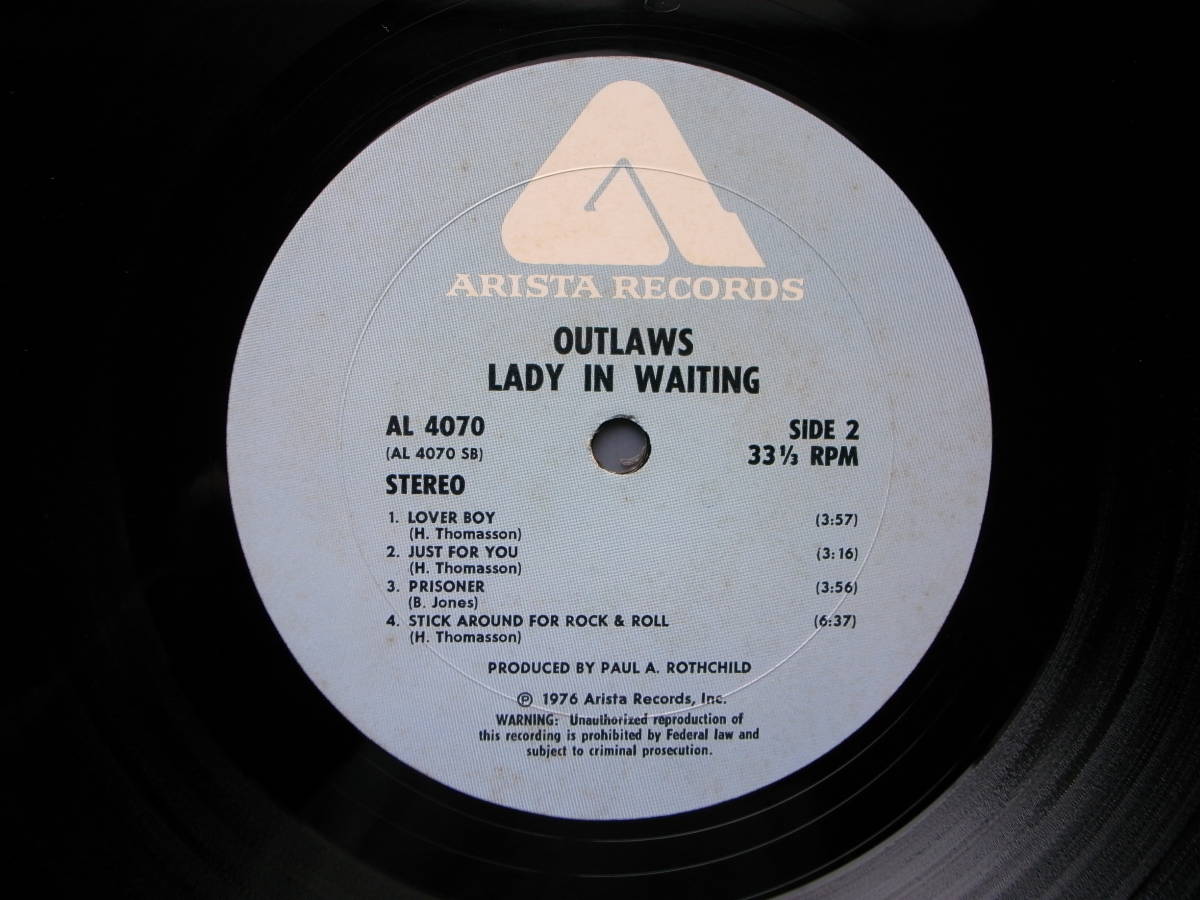 ARISTA RECORDS
OUTLAWS
LADY IN WAITING
AL 4070
(AL 4070 SB)
STEREO
SIDE 2
33 1/3 RPM
1. LOVER BOY (3:57)
(H. Thomasson)
2. JUST FOR YOU (3:16)
(H. Thomasson)
3. PRISONER (3:56)
(B. Jones)
4. STICK AROUND FOR ROCK & ROLL (6:37)
(H. Thomasson)
PRODUCED BY PAUL A. ROTHCHILD
℗ 1976 Arista Records, Inc.
WARNING: Unauthorized reproduction of
this recording is prohibited by Federal law and
subject to criminal prosecution.